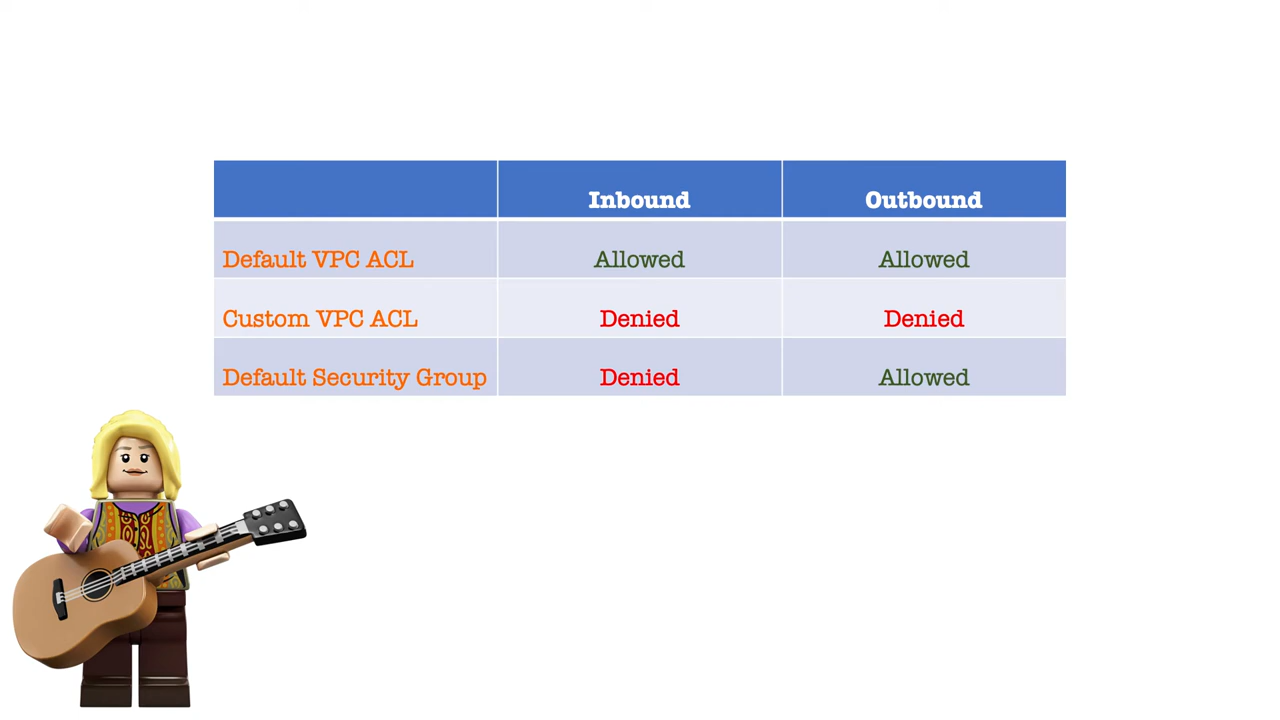 Inbound Outbound
Default VPC ACL Allowed Allowed
Custom VPC ACL Denied Denied
Default Security Group Denied Allowed